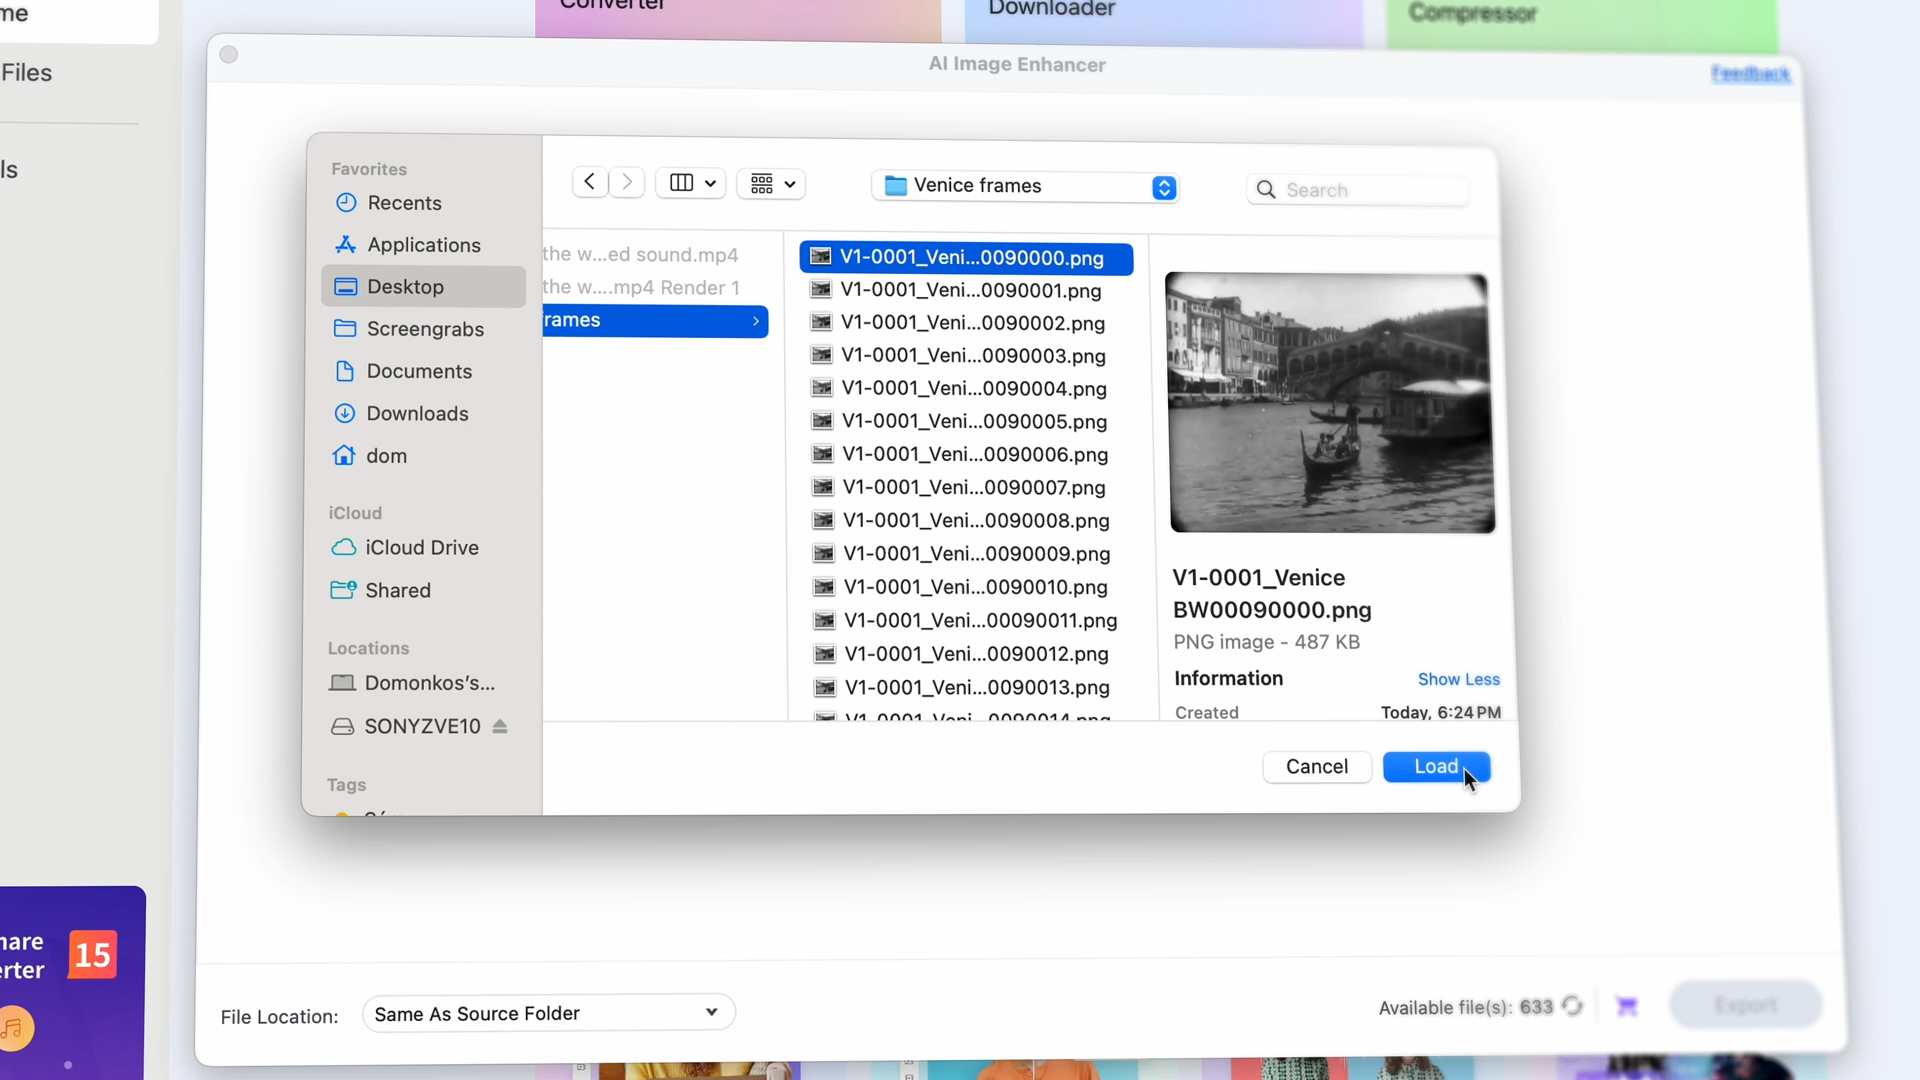 me
Converter
Downloader
Compressor
Files
ls
AI Image Enhancer
Feedback
Favorites
Recents
Applications
Desktop
Screengrabs
Documents
Downloads
dom
iCloud
iCloud Drive
Shared
Locations
Domonkos's...
SONYZVE10
Tags
Venice frames
Search
the w...ed sound.mp4
the w....mp4 Render 1
rames
V1-0001_Veni...0090000.png
V1-0001_Veni...0090001.png
V1-0001_Veni...0090002.png
V1-0001_Veni...0090003.png
V1-0001_Veni...0090004.png
V1-0001_Veni...0090005.png
V1-0001_Veni...0090006.png
V1-0001_Veni...0090007.png
V1-0001_Veni...0090008.png
V1-0001_Veni...0090009.png
V1-0001_Veni...0090010.png
V1-0001_Veni...00090011.png
V1-0001_Veni...0090012.png
V1-0001_Veni...0090013.png
V1-0001_Veni...0090014.png
V1-0001_Venice
BW00090000.png
PNG image - 487 KB
Information
Show Less
Created
Today, 6:24 PM
Cancel
Load
hare
erter
15
File Location:
Same As Source Folder
Available file(s): 633
Export